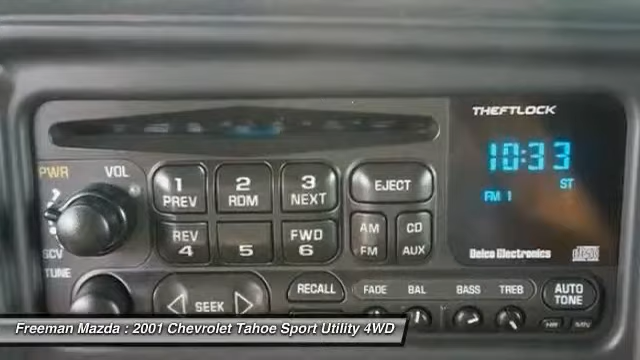 THEFTLOCK
PWR VOL
1 PREV
2 RDM
3 NEXT
EJECT
10:33
ST
FM 1
SCV
TUNE
REV 4
5
FWD 6
AM FM
CD AUX
Delco Electronics
SEEK
RECALL
FADE BAL BASS TREB
AUTO TONE
Freeman Mazda : 2001 Chevrolet Tahoe Sport Utility 4WD